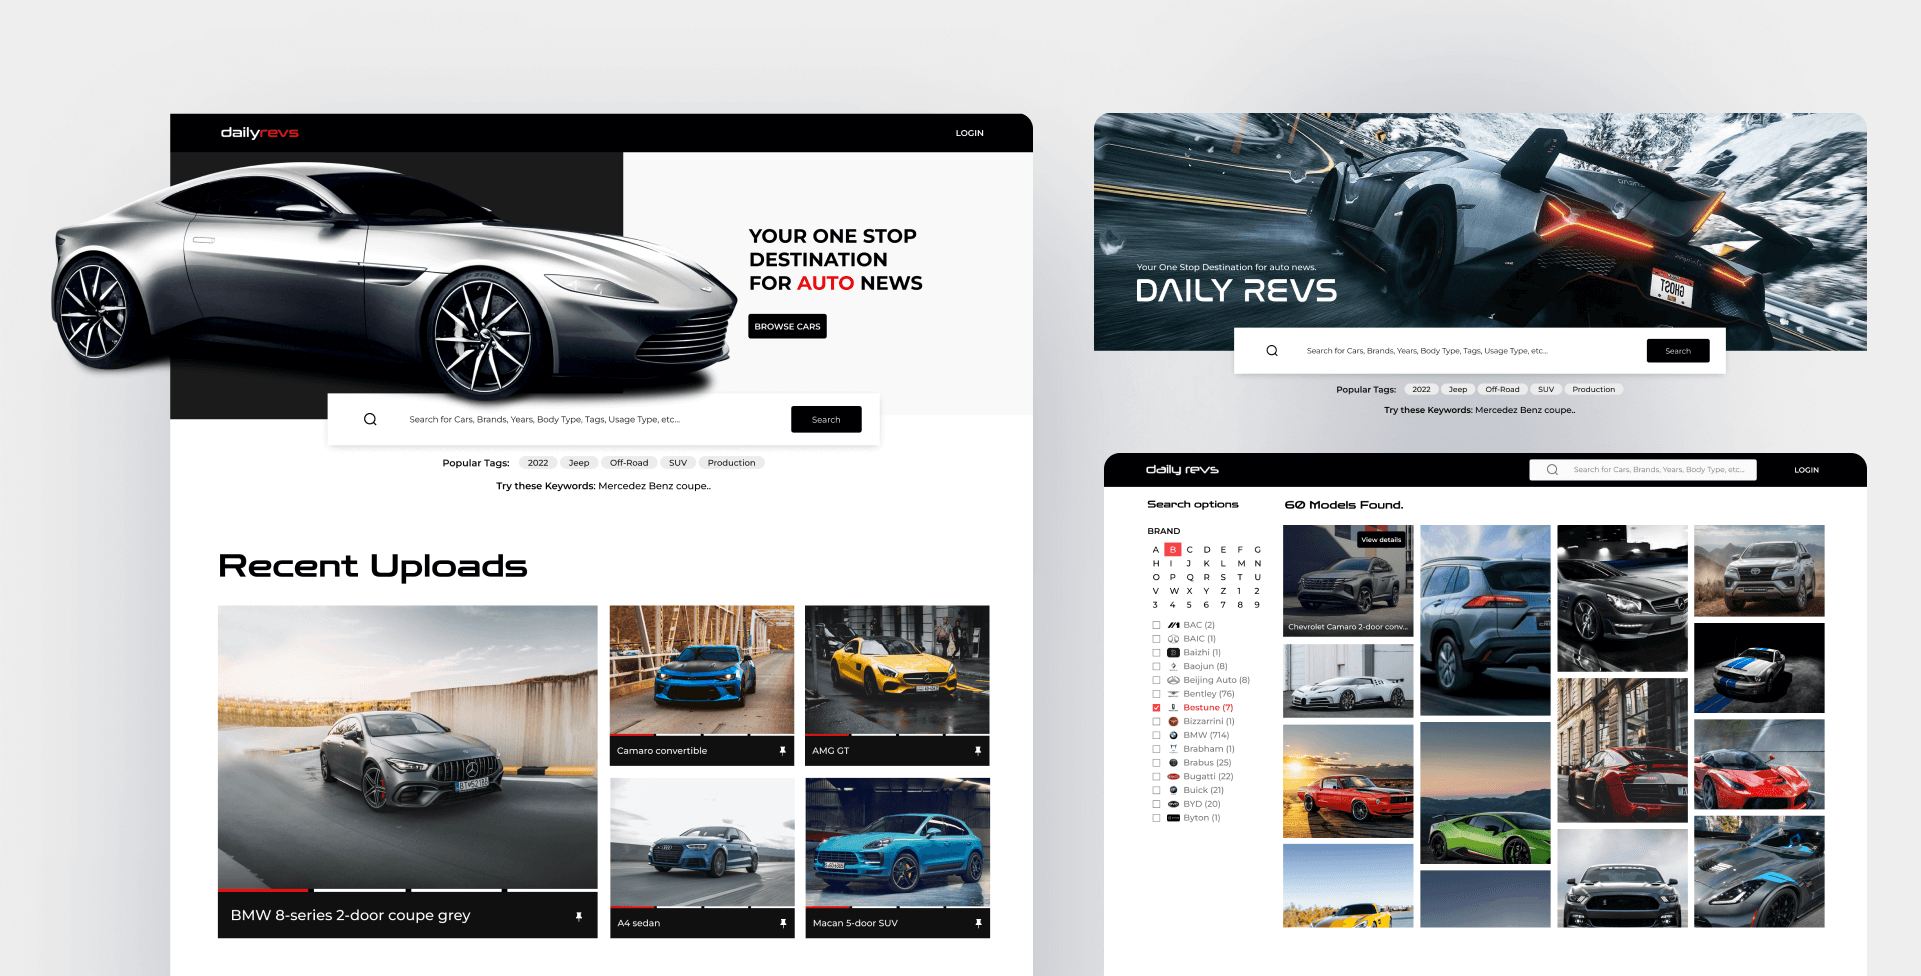 dailyrevs
LOGIN
YOUR ONE STOP
DESTINATION
FOR AUTO NEWS
BROWSE CARS
Search for Cars, Brands, Years, Body Type, Tags, Usage Type, etc...
Search
Popular Tags: 2022 Jeep Off-Road SUV Production
Try these Keywords: Mercedez Benz coupe..
Recent Uploads
BMW 8-series 2-door coupe grey
Camaro convertible
AMG GT
A4 sedan
Macan 5-door SUV
Your One Stop Destination for auto news.
DAILY REVS
GHOST
Search for Cars, Brands, Years, Body Type, Tags, Usage Type, etc...
Search
Popular Tags: 2022 Jeep Off-Road SUV Production
Try these Keywords: Mercedez Benz coupe..
daily revs
Search for Cars, Brands, Years, Body Type, etc...
LOGIN
Search options
BRAND
A B C D E F G
H I J K L M N
O P Q R S T U
V W X Y Z 1 2
3 4 5 6 7 8 9
BAC (2)
BAIC (1)
Baizhi (1)
Baojun (8)
Beijing Auto (8)
Bentley (76)
Bestune (7)
Bizzarrini (1)
BMW (714)
Brabham (1)
Brabus (25)
Bugatti (22)
Buick (21)
BYD (20)
Byton (1)
60 Models Found.
View details
Chevrolet Camaro 2-door conv...